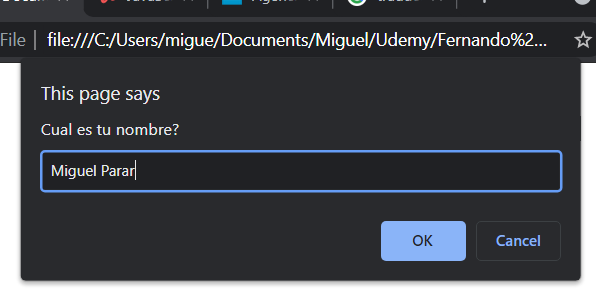 File
file:///C:/Users/migue/Documents/Miguel/Udemy/Fernando%2...
This page says
Cual es tu nombre?
Miguel Parar
OK
Cancel